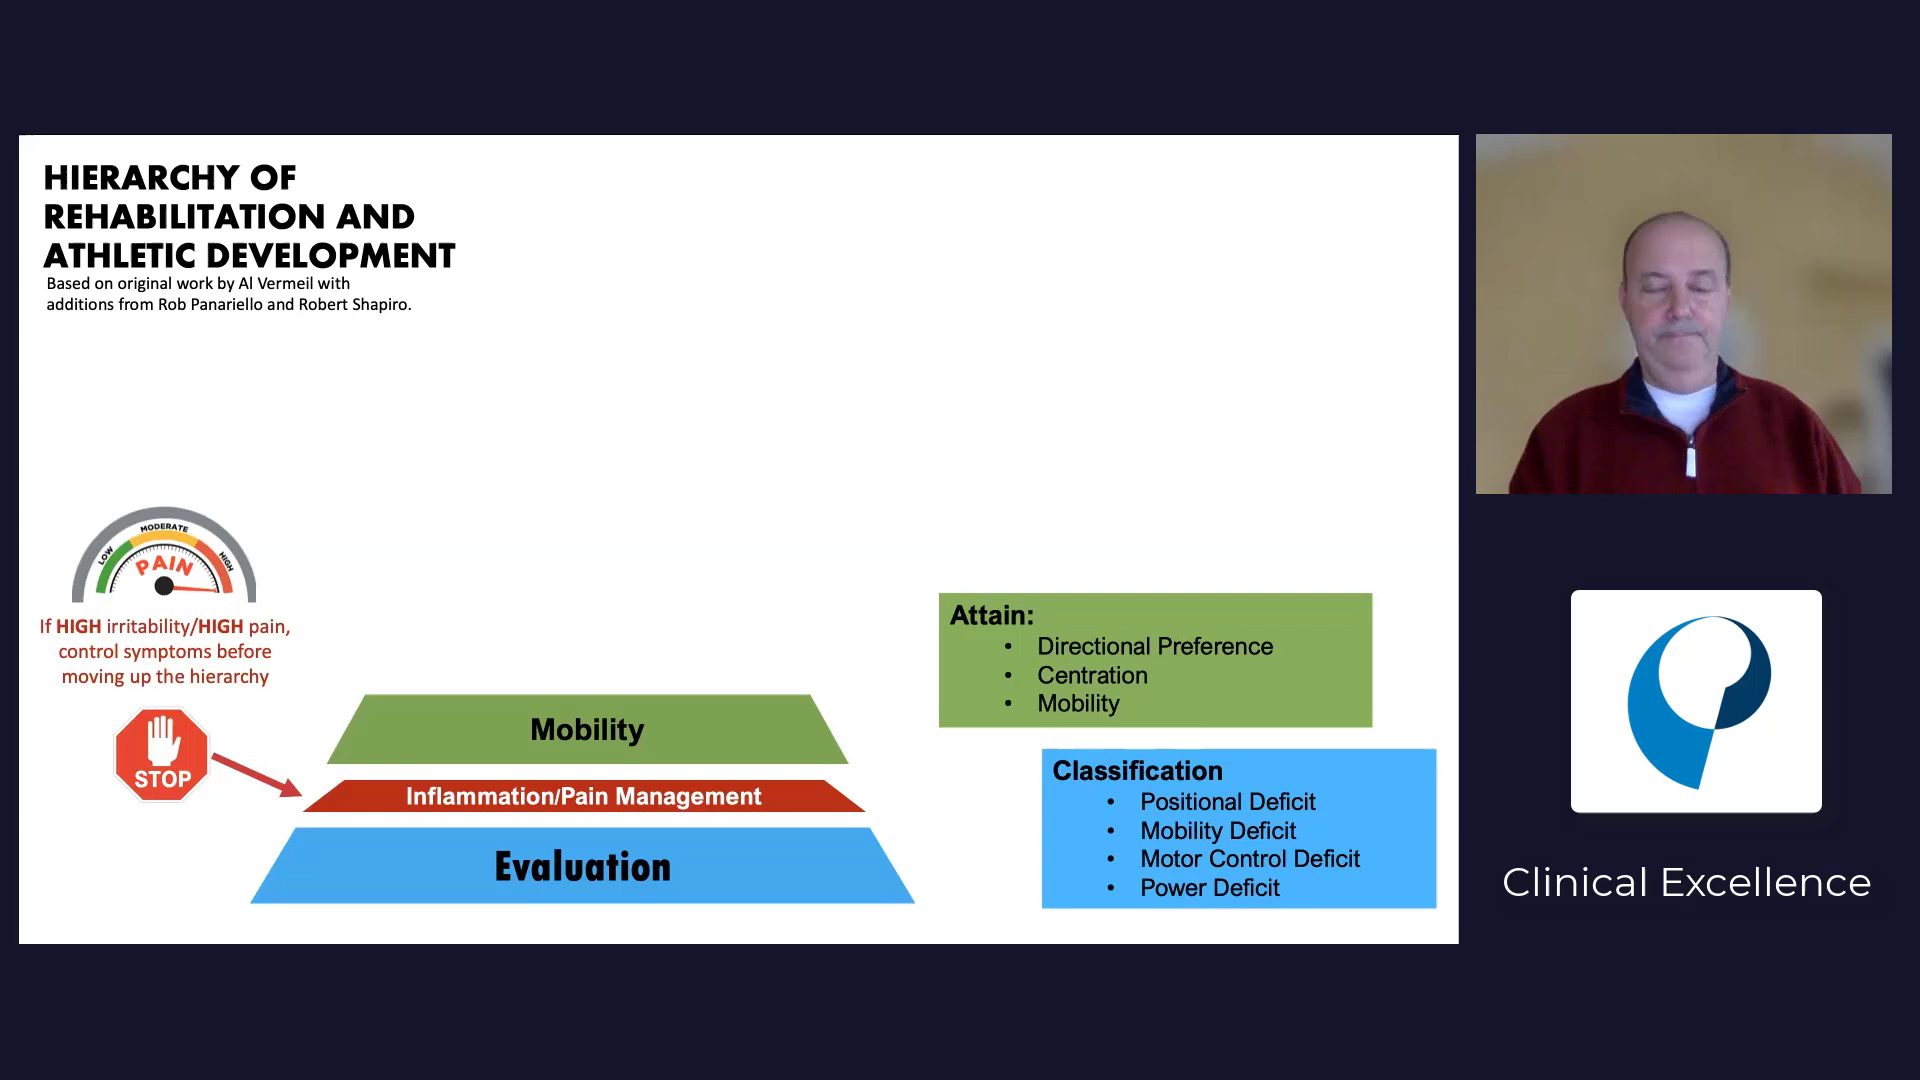 HIERARCHY OF
REHABILITATION AND
ATHLETIC DEVELOPMENT
Based on original work by Al Vermeil with
additions from Rob Panariello and Robert Shapiro.
LOW
MODERATE
HIGH
PAIN
If HIGH irritability/HIGH pain,
control symptoms before
moving up the hierarchy
STOP
Mobility
Inflammation/Pain Management
Evaluation
Attain:
• Directional Preference
• Centration
• Mobility
Classification
• Positional Deficit
• Mobility Deficit
• Motor Control Deficit
• Power Deficit
Clinical Excellence